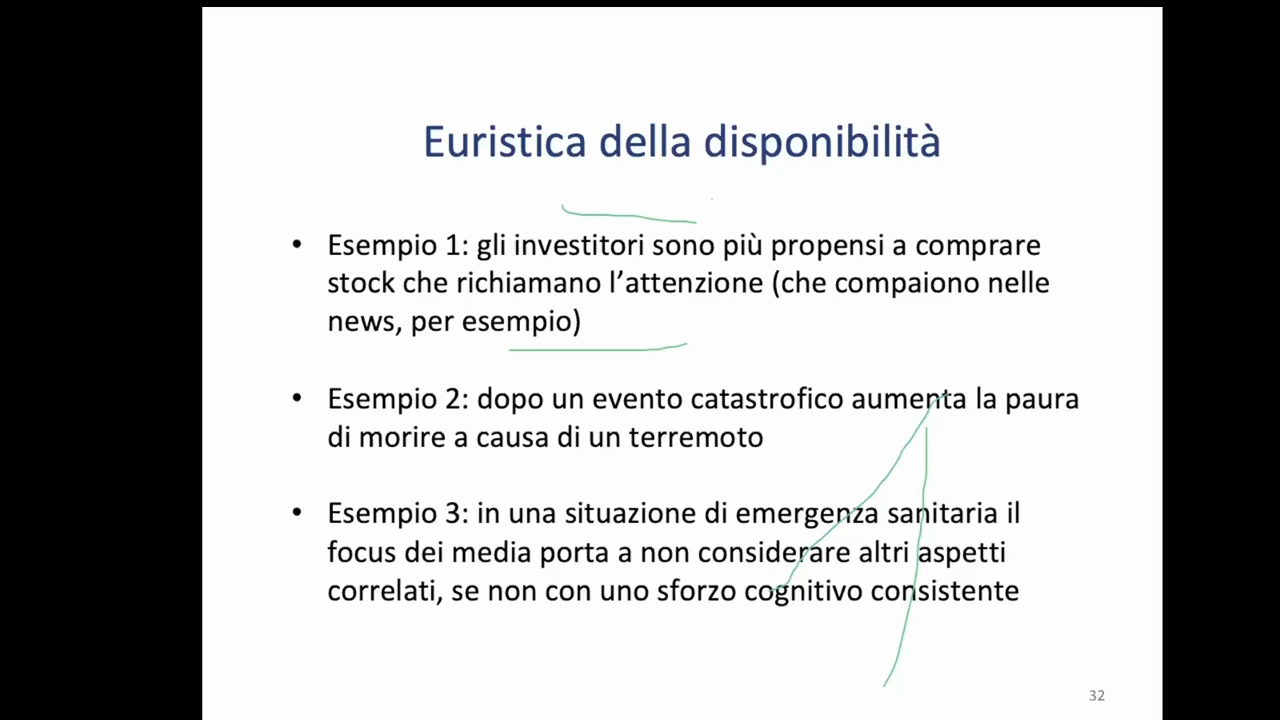 Euristica della disponibilità
• Esempio 1: gli investitori sono più propensi a comprare
stock che richiamano l’attenzione (che compaiono nelle
news, per esempio)
• Esempio 2: dopo un evento catastrofico aumenta la paura
di morire a causa di un terremoto
• Esempio 3: in una situazione di emergenza sanitaria il
focus dei media porta a non considerare altri aspetti
correlati, se non con uno sforzo cognitivo consistente
32